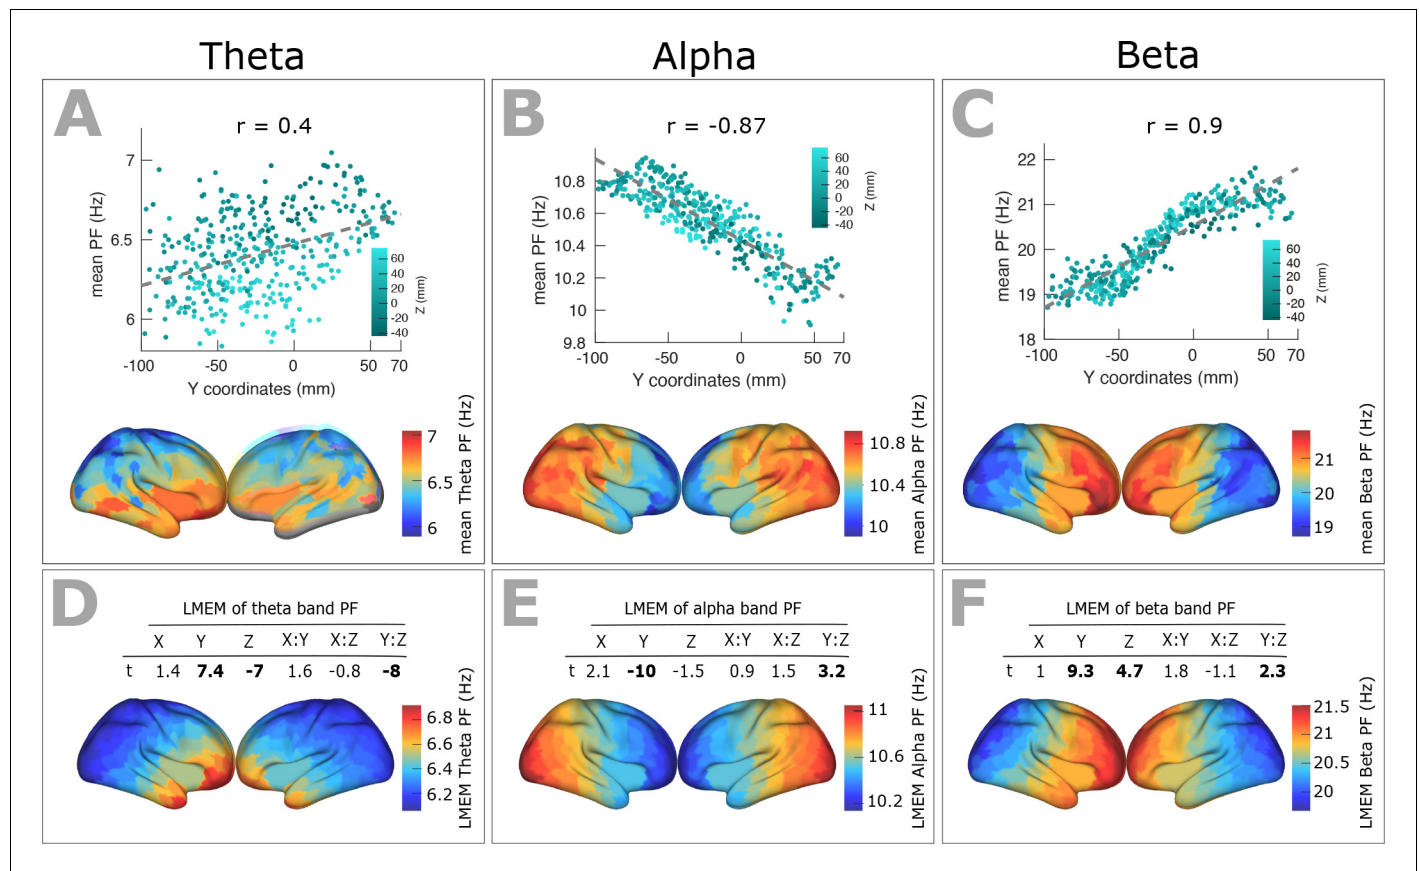 Theta
Alpha
Beta
A
r = 0.4
mean PF (Hz)
7
6.5
6
-100
-50
0
50
70
Y coordinates (mm)
60
40
20
0
-20
-40
Z (mm)
mean Theta PF (Hz)
7
6.5
6
B
r = -0.87
mean PF (Hz)
10.8
10.6
10.4
10.2
10
9.8
-100
-50
0
50
70
Y coordinates (mm)
60
40
20
0
-20
-40
Z (mm)
mean Alpha PF (Hz)
10.8
10.4
10
C
r = 0.9
mean PF (Hz)
22
21
20
19
18
-100
-50
0
50
70
Y coordinates (mm)
60
40
20
0
-20
-40
Z (mm)
mean Beta PF (Hz)
21
20
19
D
LMEM of theta band PF
X Y Z X:Y X:Z Y:Z
t 1.4 7.4 -7 1.6 -0.8 -8
LMEM Theta PF (Hz)
6.8
6.6
6.4
6.2
E
LMEM of alpha band PF
X Y Z X:Y X:Z Y:Z
t 2.1 -10 -1.5 0.9 1.5 3.2
LMEM Alpha PF (Hz)
11
10.6
10.2
F
LMEM of beta band PF
X Y Z X:Y X:Z Y:Z
t 1 9.3 4.7 1.8 -1.1 2.3
LMEM Beta PF (Hz)
21.5
21
20.5
20